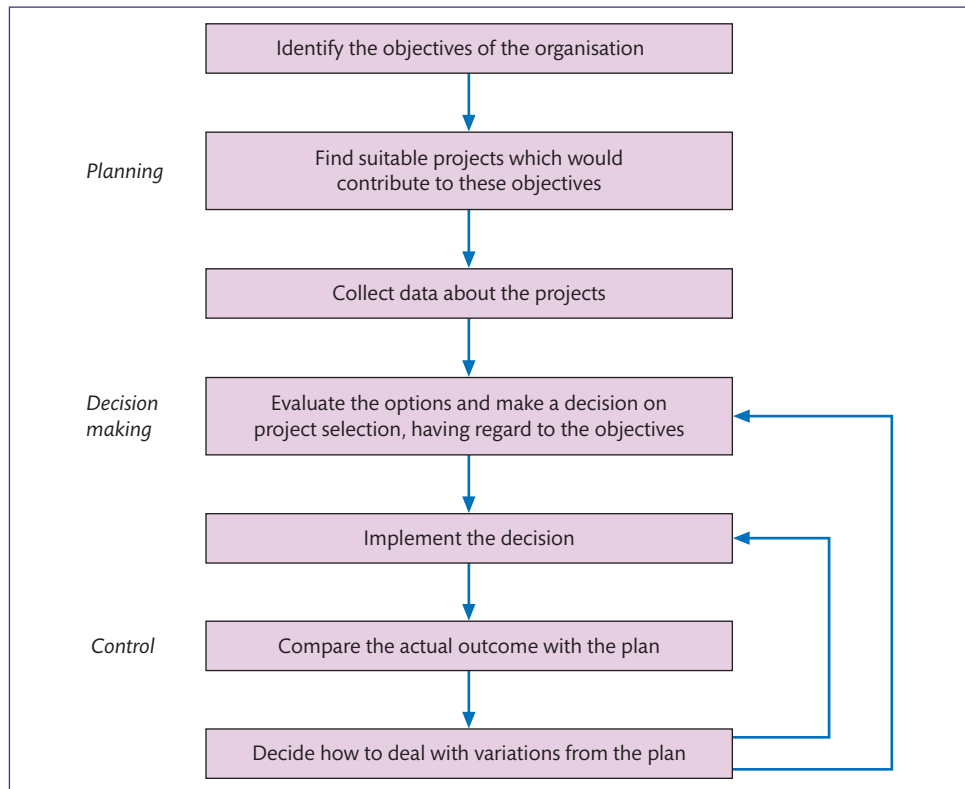 Identify the objectives of the organisation
Planning
Find suitable projects which would
contribute to these objectives
Collect data about the projects
Decision
making
Evaluate the options and make a decision on
project selection, having regard to the objectives
Implement the decision
Control
Compare the actual outcome with the plan
Decide how to deal with variations from the plan